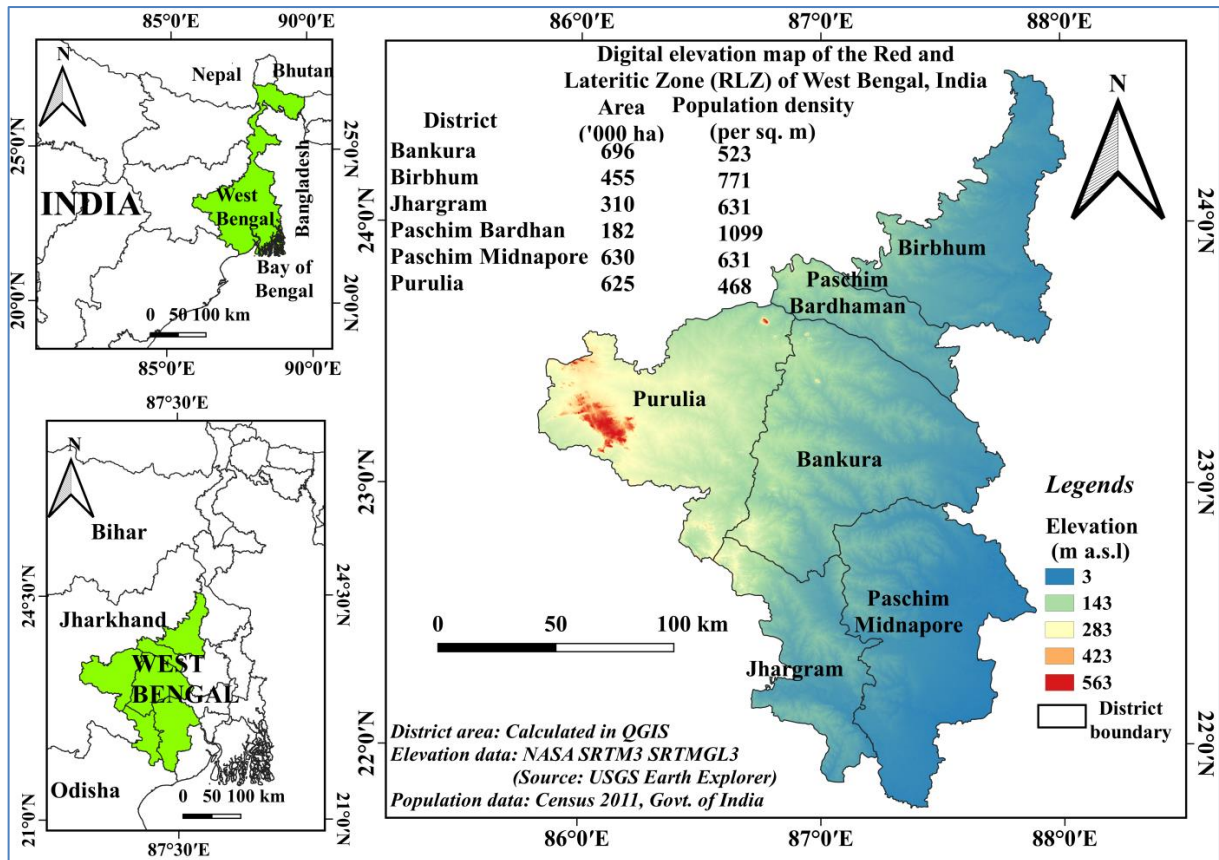 85°0′E 90°0′E
N
Nepal Bhutan
25°0′N 25°0′N
INDIA West Bengal Bangladesh
Bay of
Bengal
20°0′N 20°0′N
0 50 100 km
85°0′E 90°0′E
87°30′E
N
Bihar
24°30′N 24°30′N
Jharkhand
WEST
BENGAL
Odisha
0 50 100 km
21°0′N 21°0′N
87°30′E
86°0′E 87°0′E 88°0′E
Digital elevation map of the Red and
Lateritic Zone (RLZ) of West Bengal, India
N
District Area ('000 ha) Population density (per sq. m)
Bankura 696 523
Birbhum 455 771
Jhargram 310 631
Paschim Bardhan 182 1099
Paschim Midnapore 630 631
Purulia 625 468
24°0′N 24°0′N
Birbhum
Paschim
Bardhaman
Purulia
Bankura
23°0′N 23°0′N
Paschim
Midnapore
Jhargram
0 50 100 km
Legends
Elevation
(m a.s.l)
3
143
283
423
563
District
boundary
22°0′N 22°0′N
District area: Calculated in QGIS
Elevation data: NASA SRTM3 SRTMGL3
(Source: USGS Earth Explorer)
Population data: Census 2011, Govt. of India
86°0′E 87°0′E 88°0′E